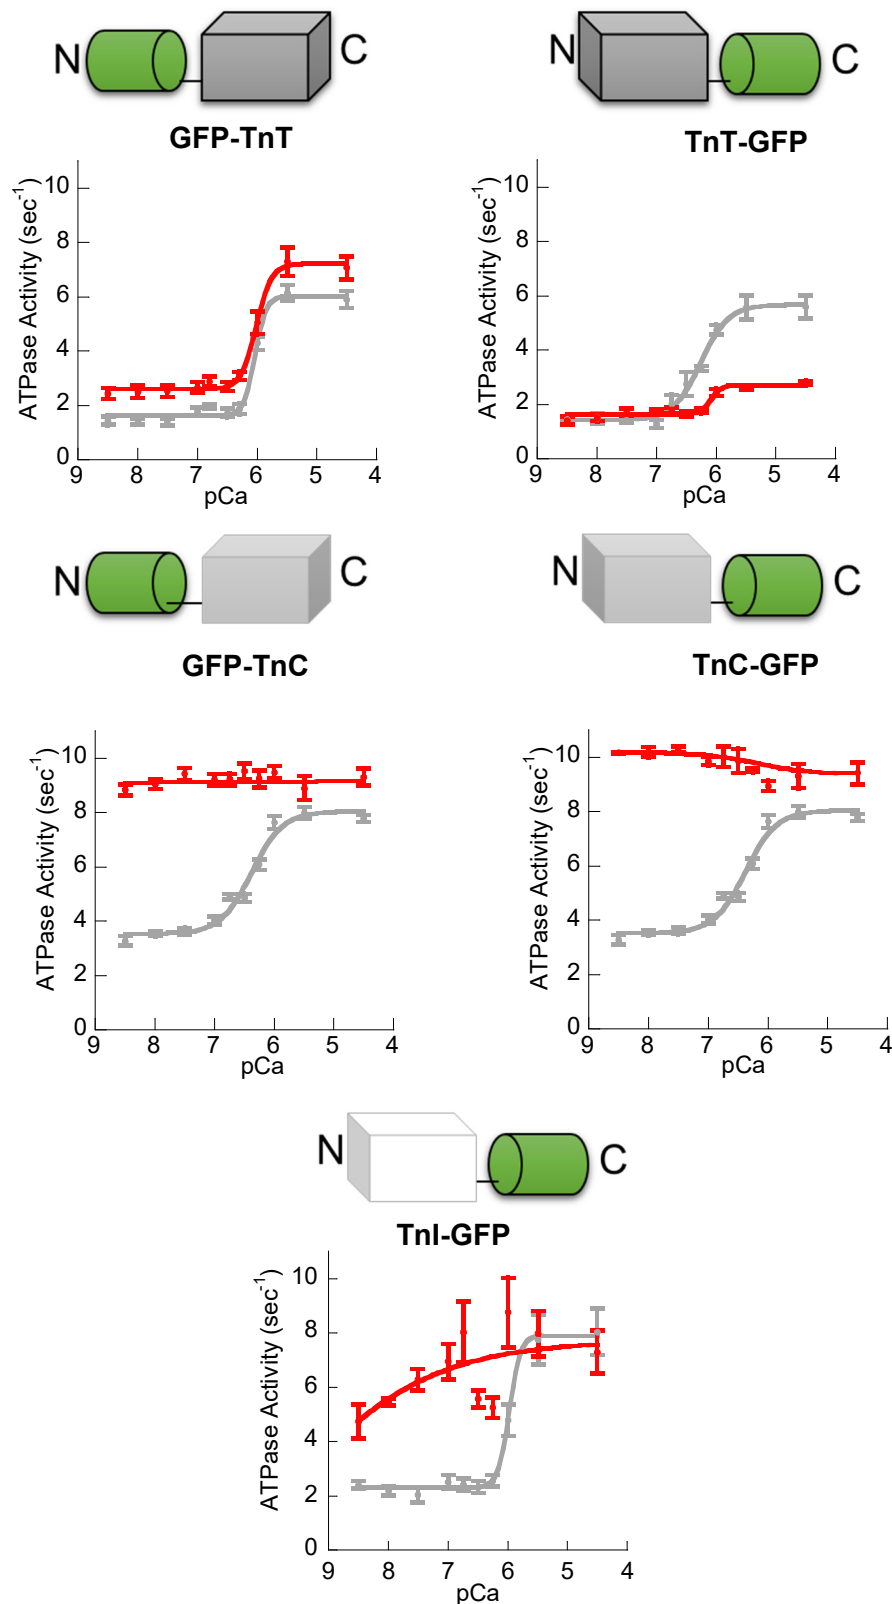 N C
GFP-TnT
N C
TnT-GFP
ATPase Activity (sec-1)
10
8
6
4
2
0
9 8 7 6 5 4
pCa
ATPase Activity (sec-1)
10
8
6
4
2
0
9 8 7 6 5 4
pCa
N C
GFP-TnC
N C
TnC-GFP
ATPase Activity (sec-1)
10
8
6
4
2
0
9 8 7 6 5 4
pCa
ATPase Activity (sec-1)
10
8
6
4
2
0
9 8 7 6 5 4
pCa
N C
TnI-GFP
ATPase Activity (sec-1)
10
8
6
4
2
0
9 8 7 6 5 4
pCa